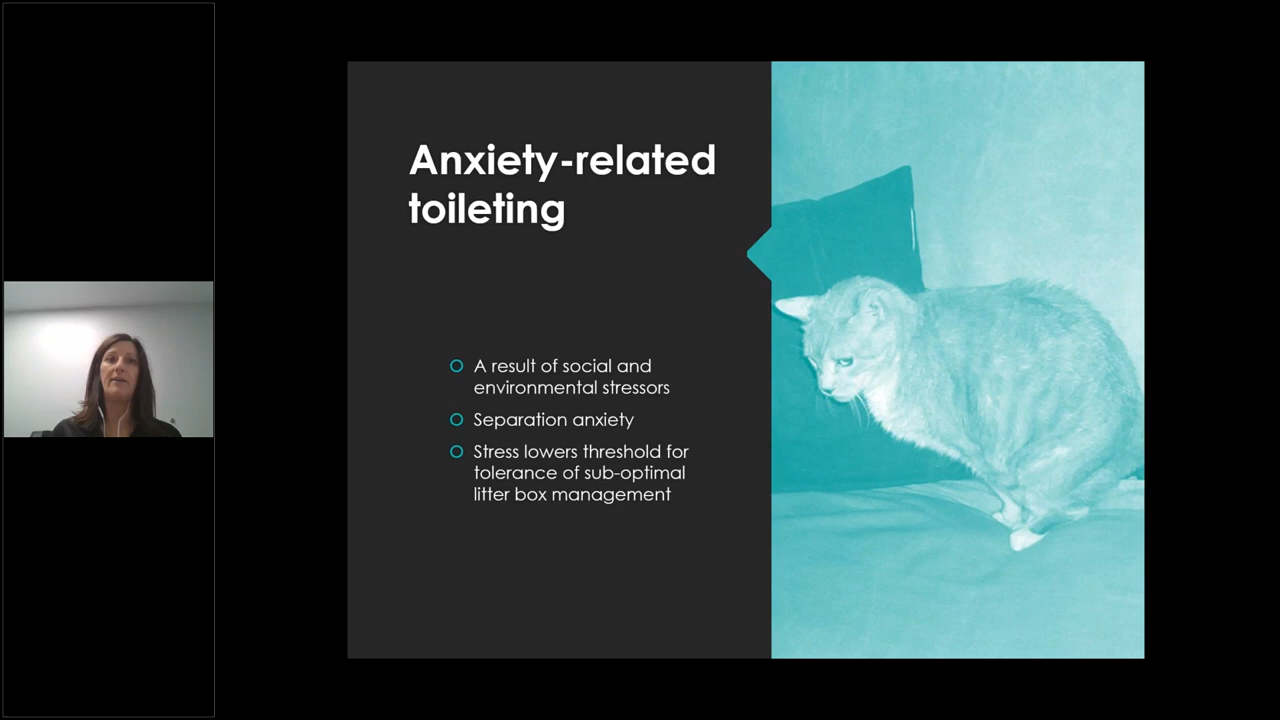 Anxiety-related
toileting
A result of social and
environmental stressors
Separation anxiety
Stress lowers threshold for
tolerance of sub-optimal
litter box management